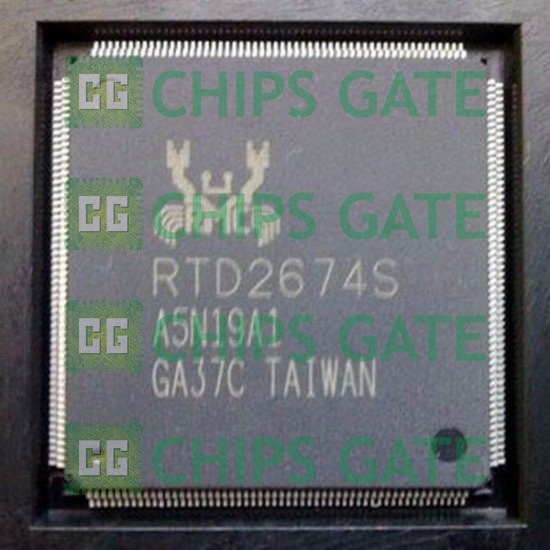 CG CHIPS GATE
CG CHIPS GATE
RTD2674S
A5N19A1
CG CHIPS GATE
GA37C TAIWAN
CG CHIPS GATE